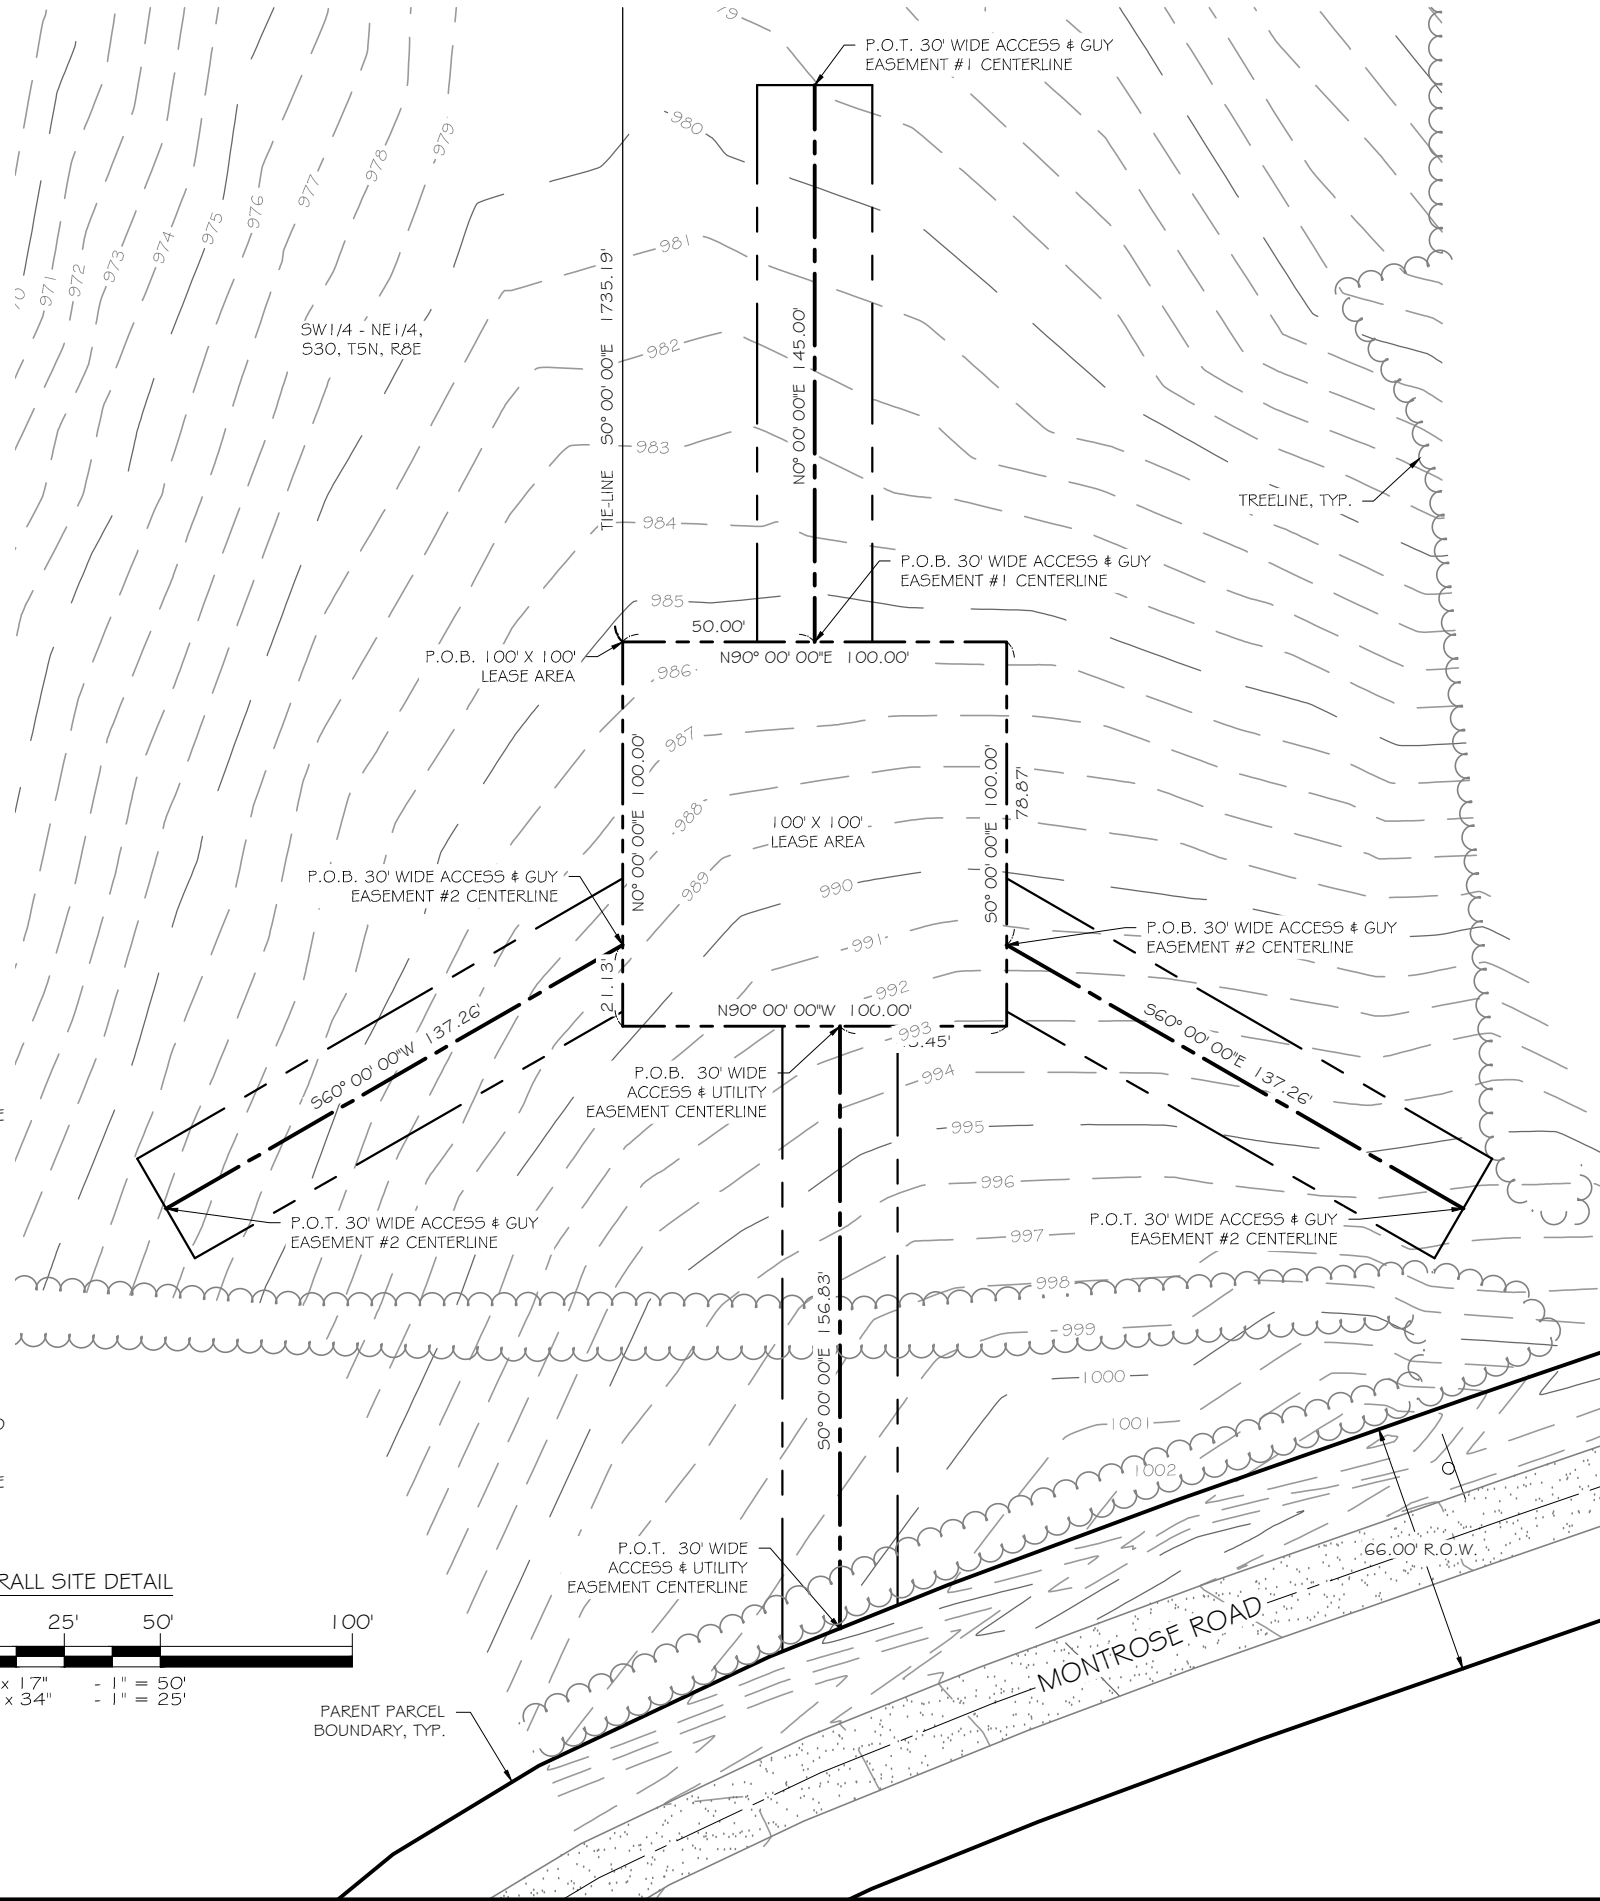 79
P.O.T. 30' WIDE ACCESS & GUY
EASEMENT #1 CENTERLINE
980
979
978
977
976
975
974
973
972
971
981
TIE-LINE S0° 00' 00"E 1735.19'
SW1/4 - NE1/4,
S30, T5N, R8E
982
N0° 00' 00"E 145.00'
983
984
TREELINE, TYP.
P.O.B. 30' WIDE ACCESS & GUY
EASEMENT #1 CENTERLINE
985
50.00'
P.O.B. 100' X 100'
LEASE AREA
N90° 00' 00"E 100.00'
986
987
N0° 00' 00"E 100.00'
S0° 00' 00"E 100.00'
78.87'
988
100' X 100'
LEASE AREA
P.O.B. 30' WIDE ACCESS & GUY
EASEMENT #2 CENTERLINE
989
990
P.O.B. 30' WIDE ACCESS & GUY
EASEMENT #2 CENTERLINE
991
21.13'
992
N90° 00' 00"W 100.00'
993
.45'
S60° 00' 00"W 137.26'
S60° 00' 00"E 137.26'
P.O.B. 30' WIDE
ACCESS & UTILITY
EASEMENT CENTERLINE
994
995
996
P.O.T. 30' WIDE ACCESS & GUY
EASEMENT #2 CENTERLINE
P.O.T. 30' WIDE ACCESS & GUY
EASEMENT #2 CENTERLINE
997
998
S0° 00' 00"E 156.83'
999
1000
1001
1002
P.O.T. 30' WIDE
ACCESS & UTILITY
EASEMENT CENTERLINE
66.00' R.O.W.
MONTROSE ROAD
RALL SITE DETAIL
25' 50' 100'
x 17" - 1" = 50'
x 34" - 1" = 25'
PARENT PARCEL
BOUNDARY, TYP.